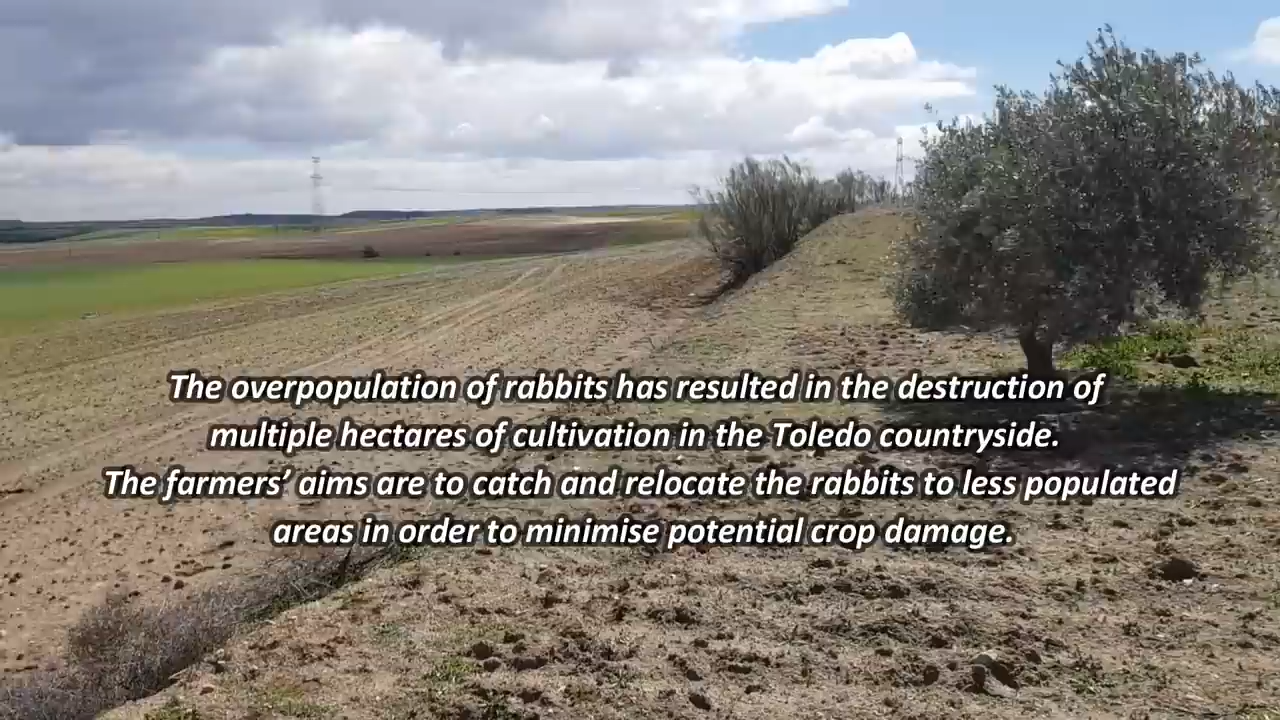 The overpopulation of rabbits has resulted in the destruction of
multiple hectares of cultivation in the Toledo countryside.
The farmers’ aims are to catch and relocate the rabbits to less populated
areas in order to minimise potential crop damage.